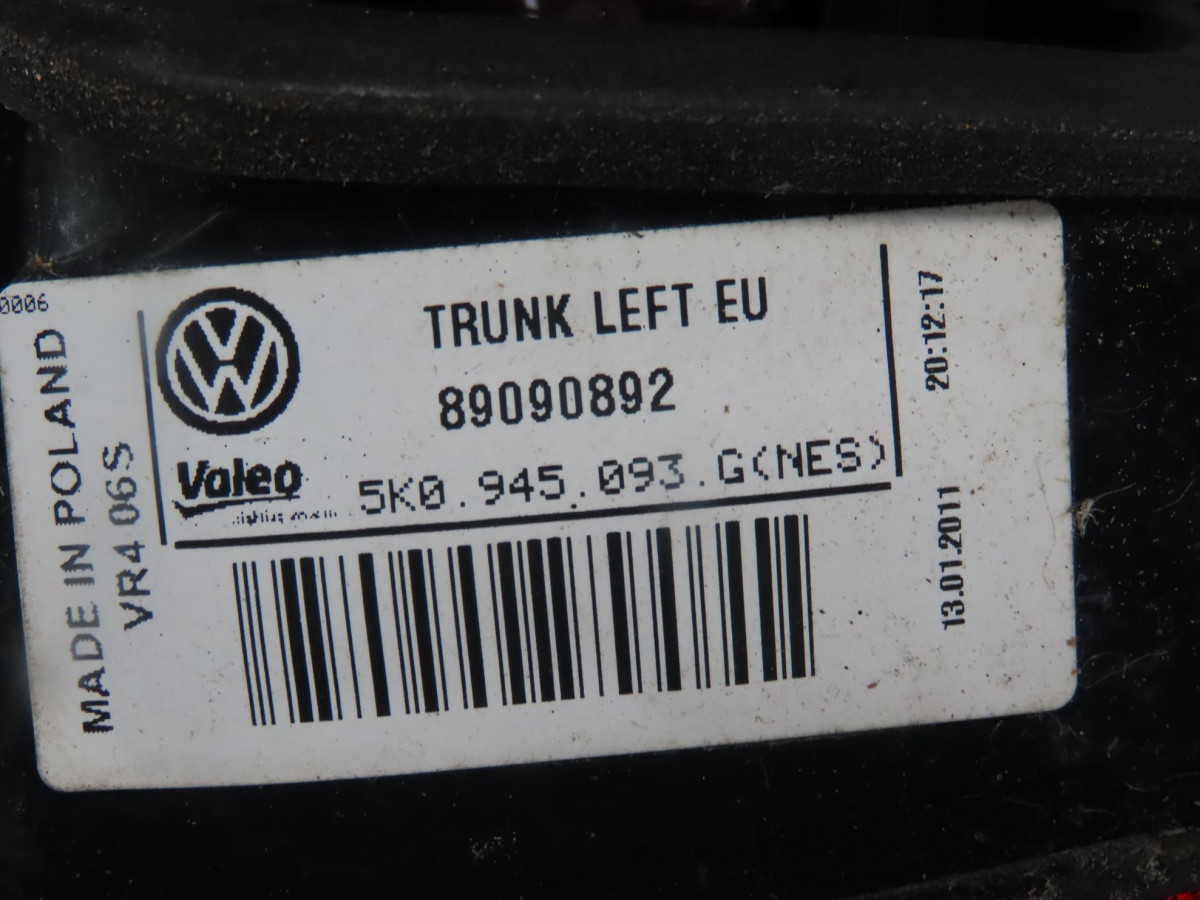 0006
MADE IN POLAND
VR4 06S
TRUNK LEFT EU
89090892
Valeo
5K0.945.093.G(NES)
20:12:17
13.01.2011